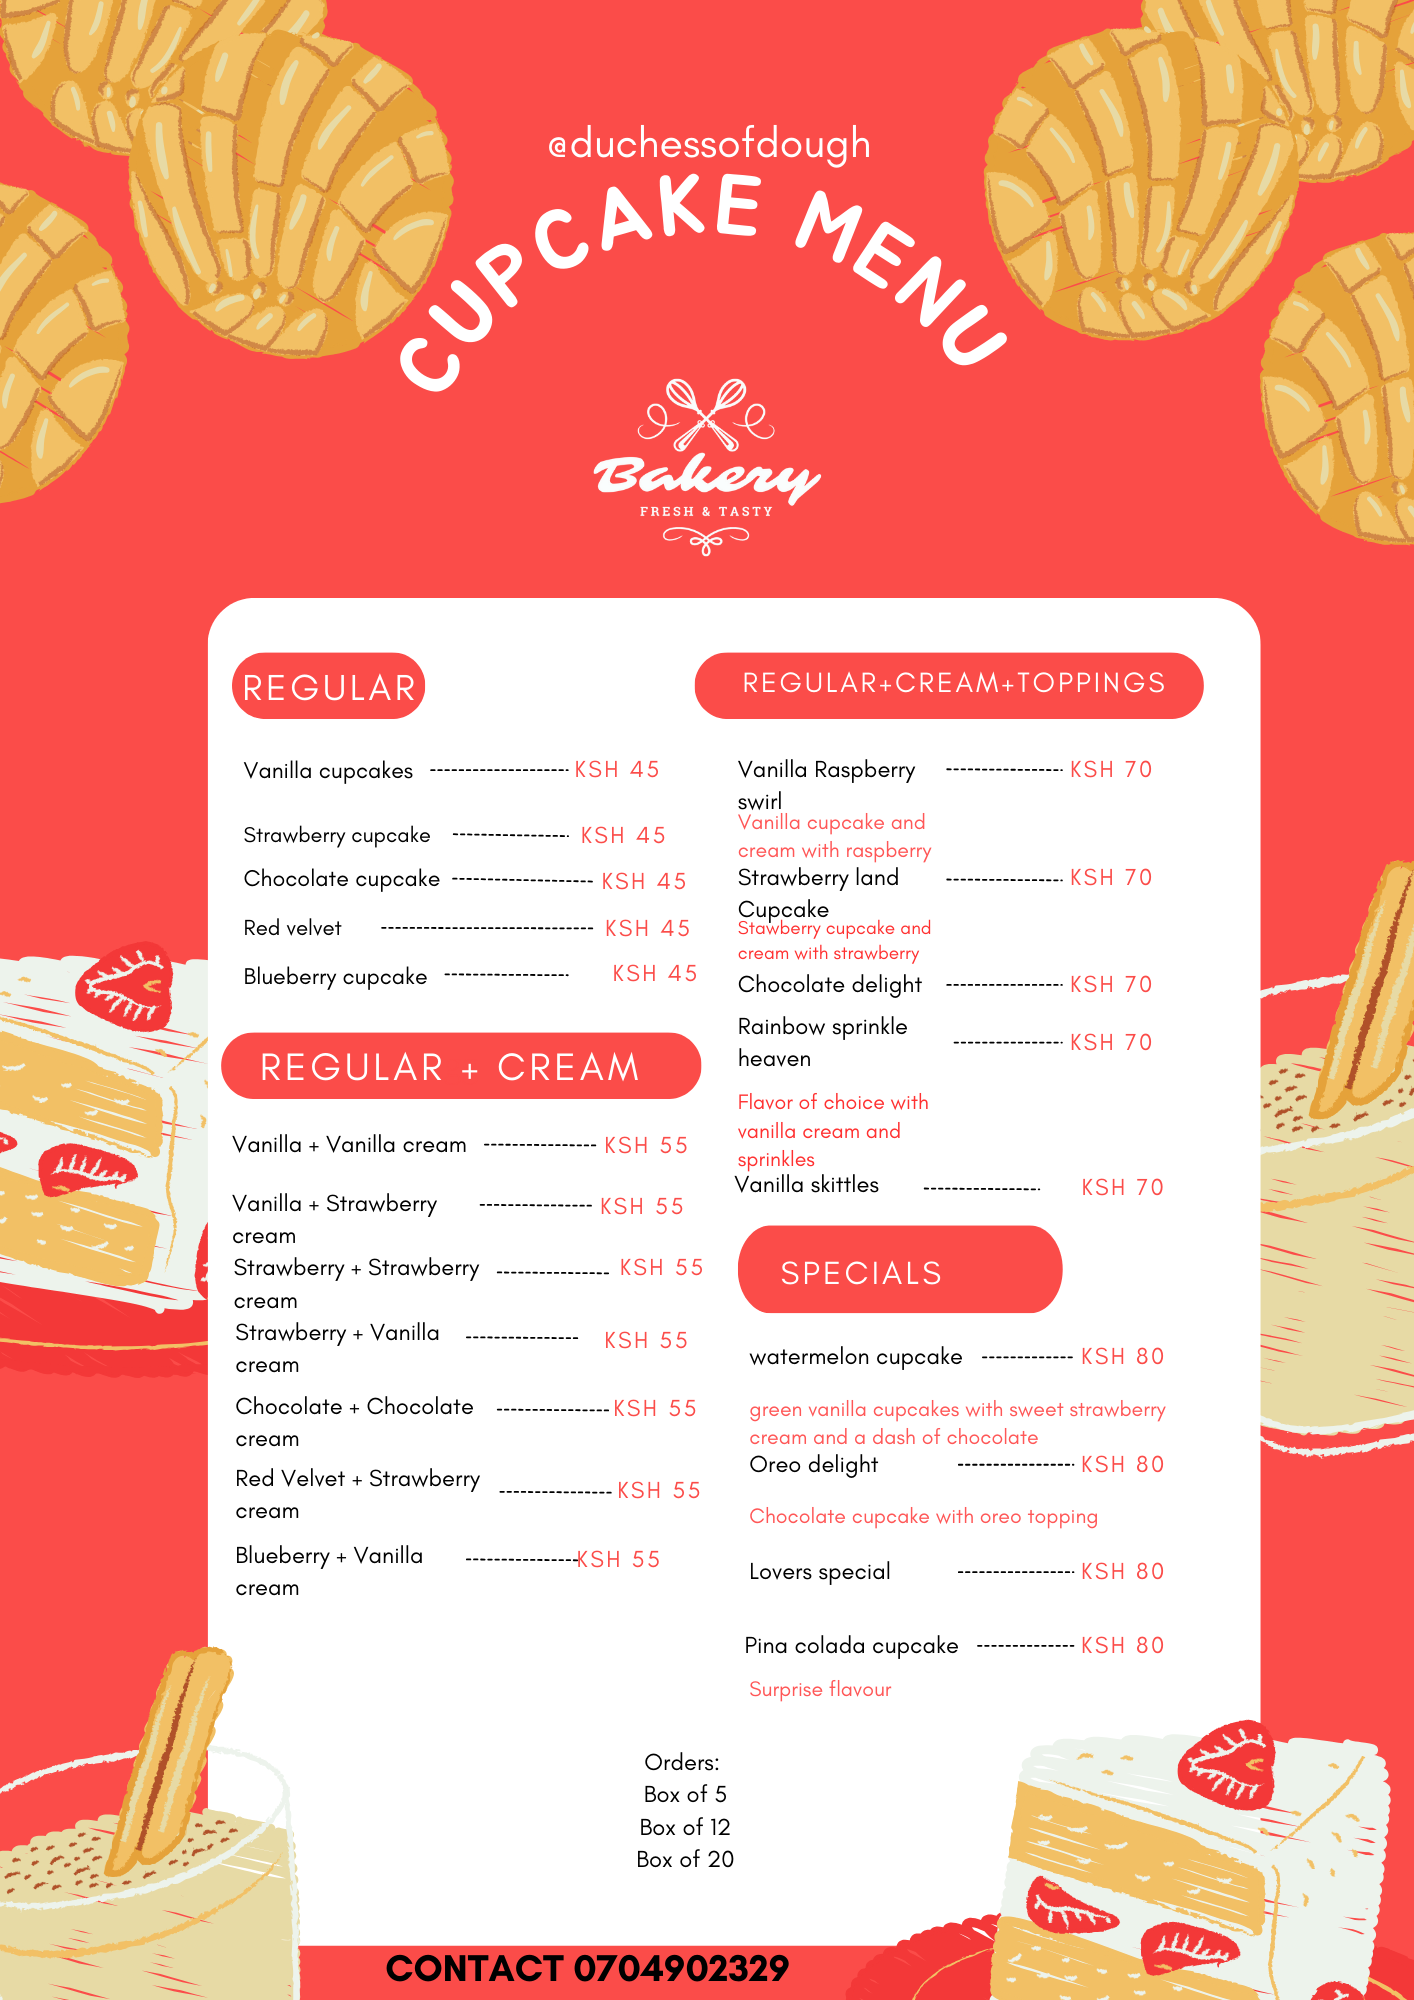 @duchessofdough
CUPCAKE MENU
Bakery
FRESH & TASTY
REGULAR
Vanilla cupcakes -------------------- KSH 45
Strawberry cupcake ----------------- KSH 45
Chocolate cupcake -------------------- KSH 45
Red velvet ------------------------------ KSH 45
Blueberry cupcake ------------------ KSH 45
REGULAR + CREAM
Vanilla + Vanilla cream ---------------- KSH 55
Vanilla + Strawberry ---------------- KSH 55
cream
Strawberry + Strawberry ---------------- KSH 55
cream
Strawberry + Vanilla ---------------- KSH 55
cream
Chocolate + Chocolate ---------------- KSH 55
cream
Red Velvet + Strawberry ---------------- KSH 55
cream
Blueberry + Vanilla ---------------- KSH 55
cream
REGULAR+CREAM+TOPPINGS
Vanilla Raspberry ----------------- KSH 70
swirl
Vanilla cupcake and
cream with raspberry
Strawberry land ----------------- KSH 70
Cupcake
Stawberry cupcake and
cream with strawberry
Chocolate delight ----------------- KSH 70
Rainbow sprinkle ---------------- KSH 70
heaven
Flavor of choice with
vanilla cream and
sprinkles
Vanilla skittles ----------------- KSH 70
SPECIALS
watermelon cupcake ------------- KSH 80
green vanilla cupcakes with sweet strawberry
cream and a dash of chocolate
Oreo delight ----------------- KSH 80
Chocolate cupcake with oreo topping
Lovers special ----------------- KSH 80
Pina colada cupcake -------------- KSH 80
Surprise flavour
Orders:
Box of 5
Box of 12
Box of 20
CONTACT 0704902329